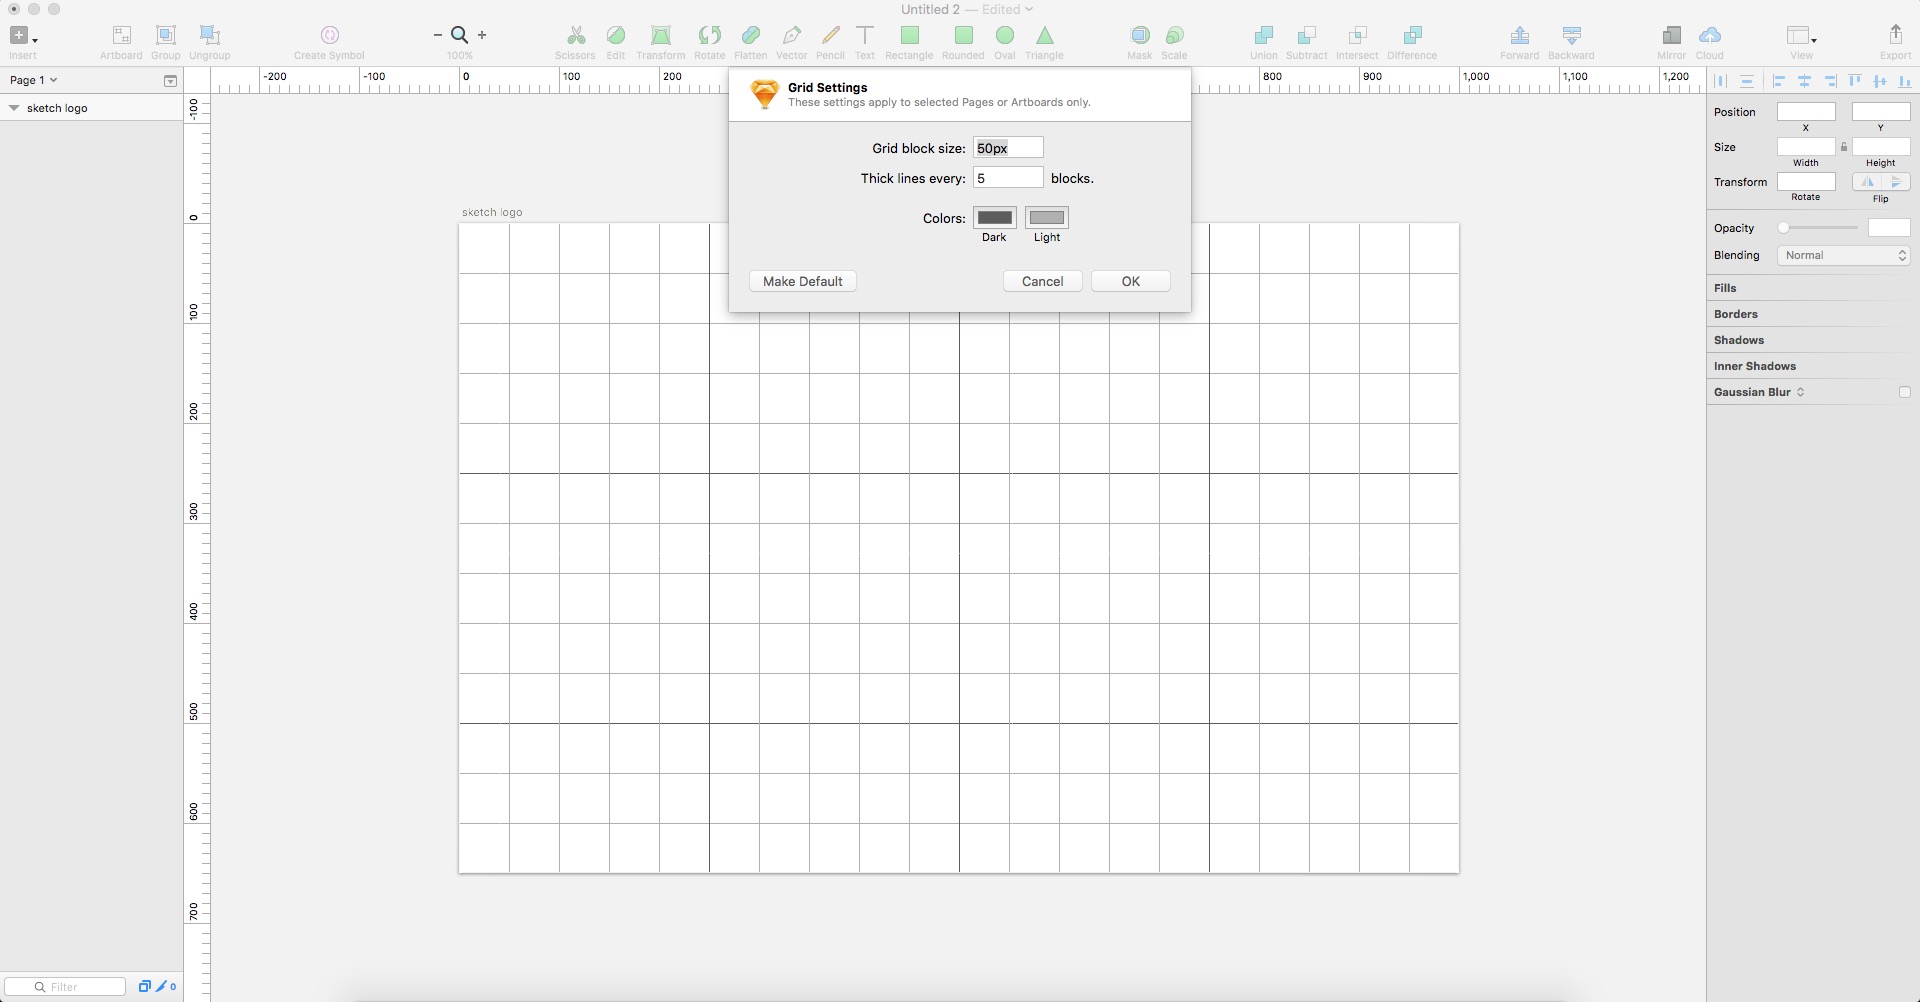 Untitled 2 — Edited
Insert
Artboard
Group
Ungroup
Create Symbol
100%
Scissors
Edit
Transform
Rotate
Flatten
Vector
Pencil
Text
Rectangle
Rounded
Oval
Triangle
Mask
Scale
Union
Subtract
Intersect
Difference
Forward
Backward
Mirror
Cloud
View
Export
Page 1
-200
-100
0
100
200
800
900
1,000
1,100
1,200
sketch logo
-100
0
100
200
300
400
500
600
700
sketch logo
Grid Settings
These settings apply to selected Pages or Artboards only.
Grid block size: 50px
Thick lines every: 5 blocks.
Colors:
Dark
Light
Make Default
Cancel
OK
Position
X
Y
Size
Width
Height
Transform
Rotate
Flip
Opacity
Blending
Normal
Fills
Borders
Shadows
Inner Shadows
Gaussian Blur
Filter
0